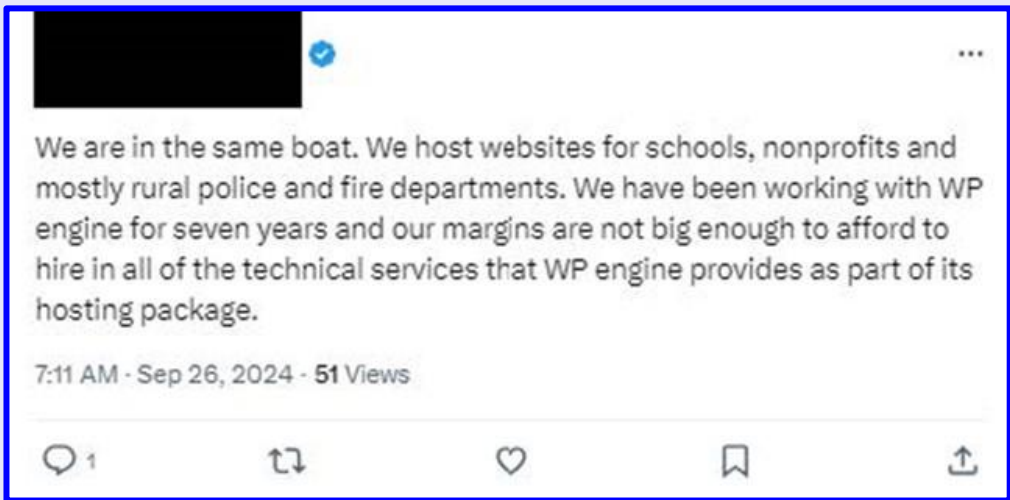 We are in the same boat. We host websites for schools, nonprofits and
mostly rural police and fire departments. We have been working with WP
engine for seven years and our margins are not big enough to afford to
hire in all of the technical services that WP engine provides as part of its
hosting package.
7:11 AM · Sep 26, 2024 · 51 Views
1